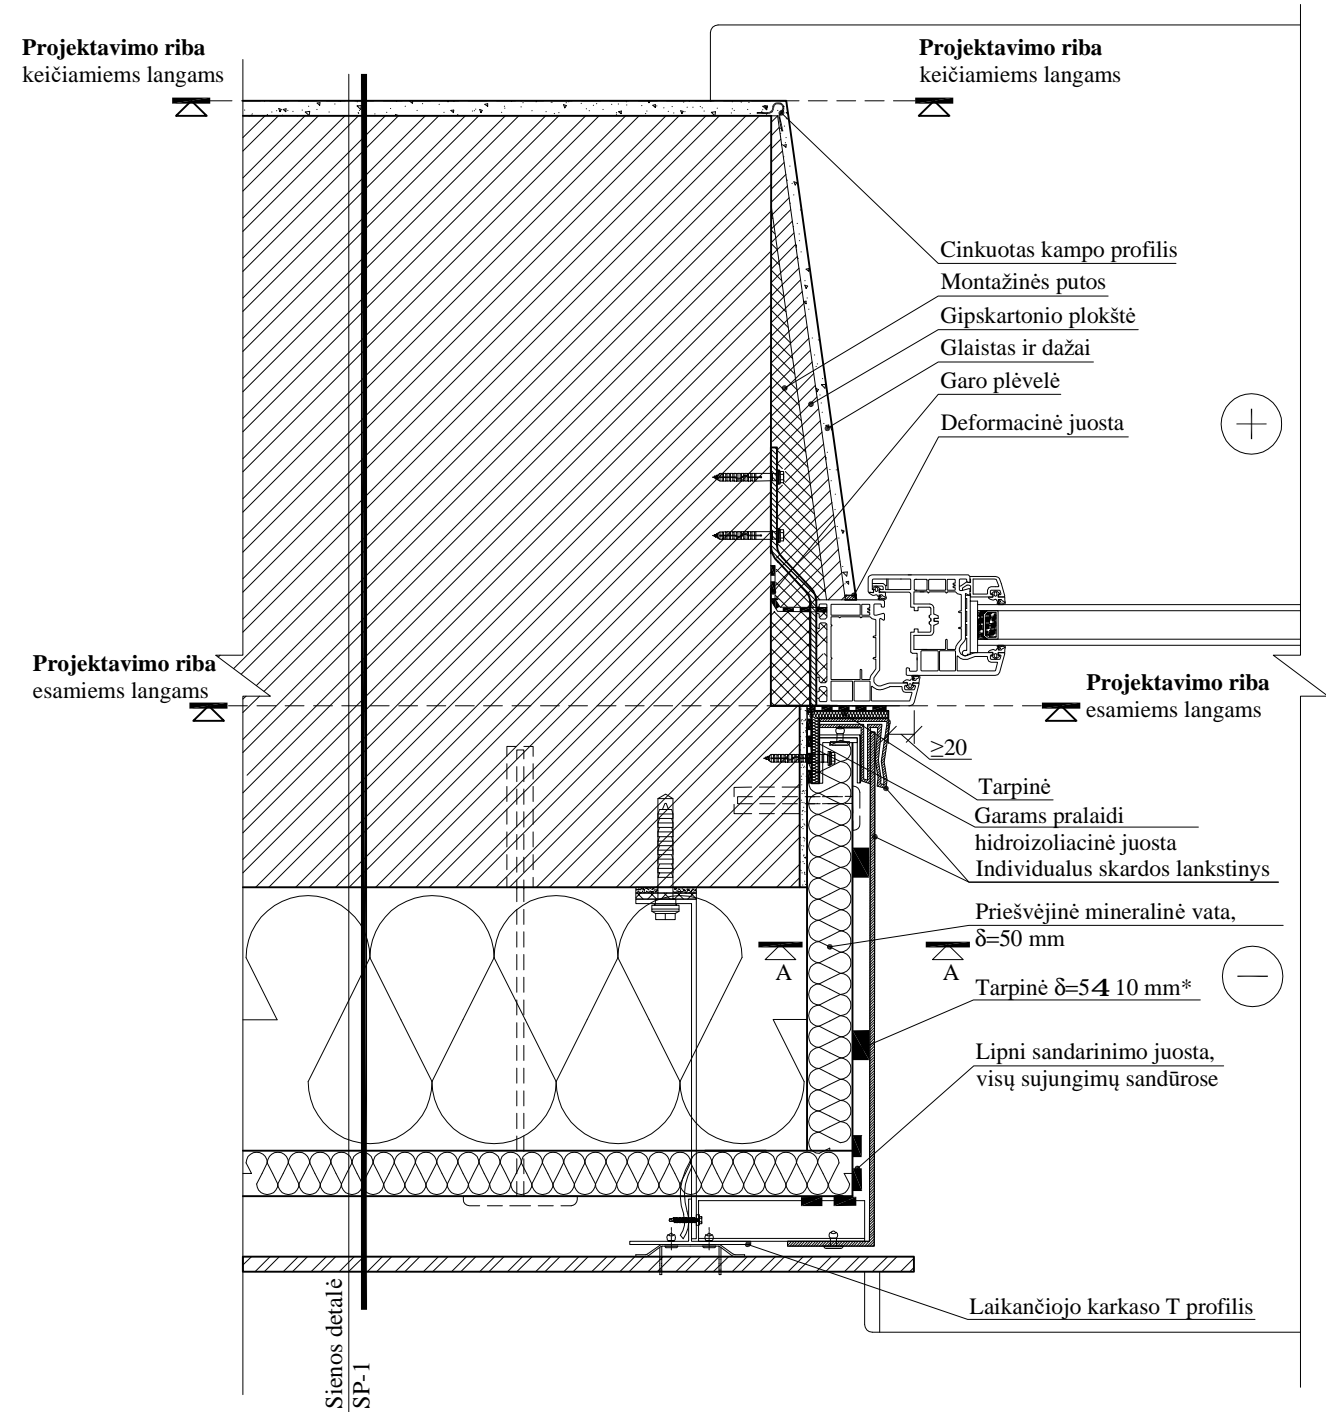 Projektavimo riba
keičiamiems langams
Projektavimo riba
keičiamiems langams
Cinkuotas kampo profilis
Montažinės putos
Gipskartonio plokštė
Glaistas ir dažai
Garo plėvelė
Deformacinė juosta
Projektavimo riba
esamiems langams
Projektavimo riba
esamiems langams
≥20
Tarpinė
Garams pralaidi
hidroizoliacinė juosta
Individualus skardos lankstinys
Priešvėjinė mineralinė vata,
δ=50 mm
A
A
Tarpinė δ=54 10 mm*
Lipni sandarinimo juosta,
visų sujungimų sandūrose
Laikančiojo karkaso T profilis
Sienos detalė
SP-1